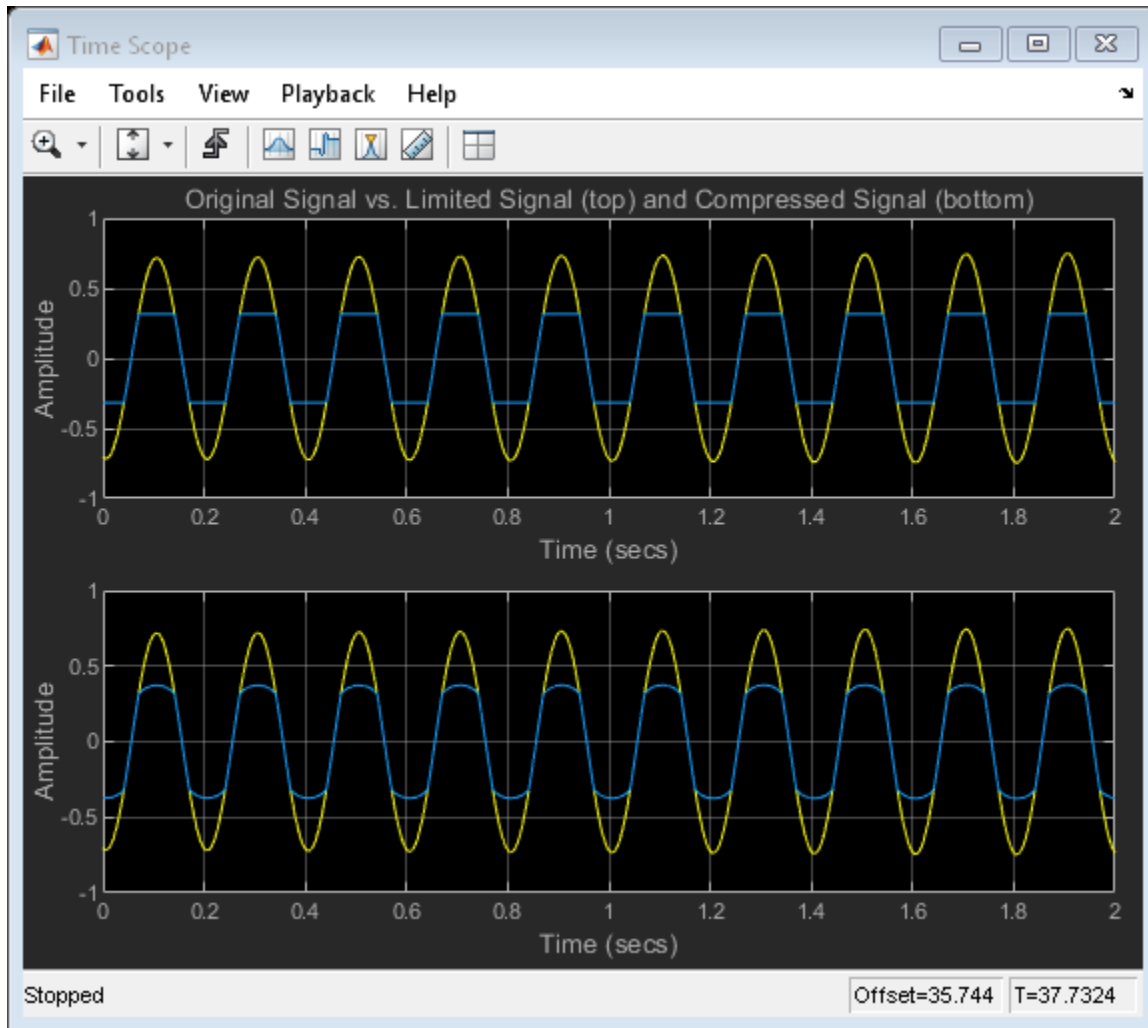 Time Scope
File Tools View Playback Help
Original Signal vs. Limited Signal (top) and Compressed Signal (bottom)
1
0.5
0
-0.5
-1
Amplitude
0 0.2 0.4 0.6 0.8 1 1.2 1.4 1.6 1.8 2
Time (secs)
1
0.5
0
-0.5
-1
Amplitude
0 0.2 0.4 0.6 0.8 1 1.2 1.4 1.6 1.8 2
Time (secs)
Stopped Offset=35.744 T=37.7324